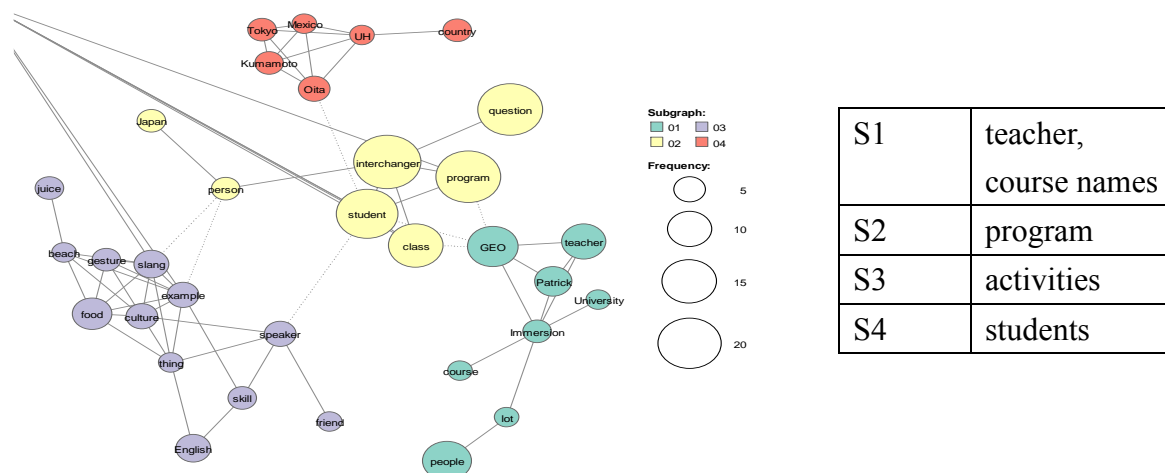 Tokyo
Mexico
UH
country
Kumamoto
Oita
question
Japan
interchanger
program
person
juice
student
class
GEO
teacher
beach
gesture
slang
Patrick
example
University
food
culture
speaker
Immersion
thing
course
skill
friend
lot
English
people
Subgraph:
01 03
02 04
Frequency:
5
10
15
20
S1 teacher,
course names
S2 program
S3 activities
S4 students